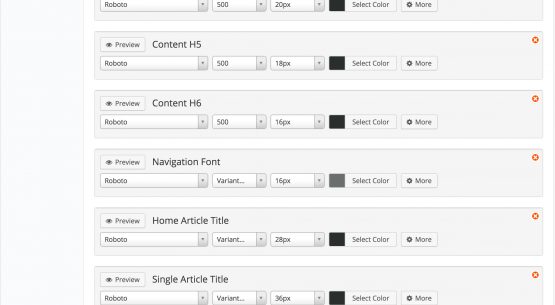 Roboto 500 20px Select Color More
Preview Content H5
Roboto 500 18px Select Color More
Preview Content H6
Roboto 500 16px Select Color More
Preview Navigation Font
Roboto Variant... 16px Select Color More
Preview Home Article Title
Roboto Variant... 28px Select Color More
Preview Single Article Title
Roboto Variant... 36px Select Color More